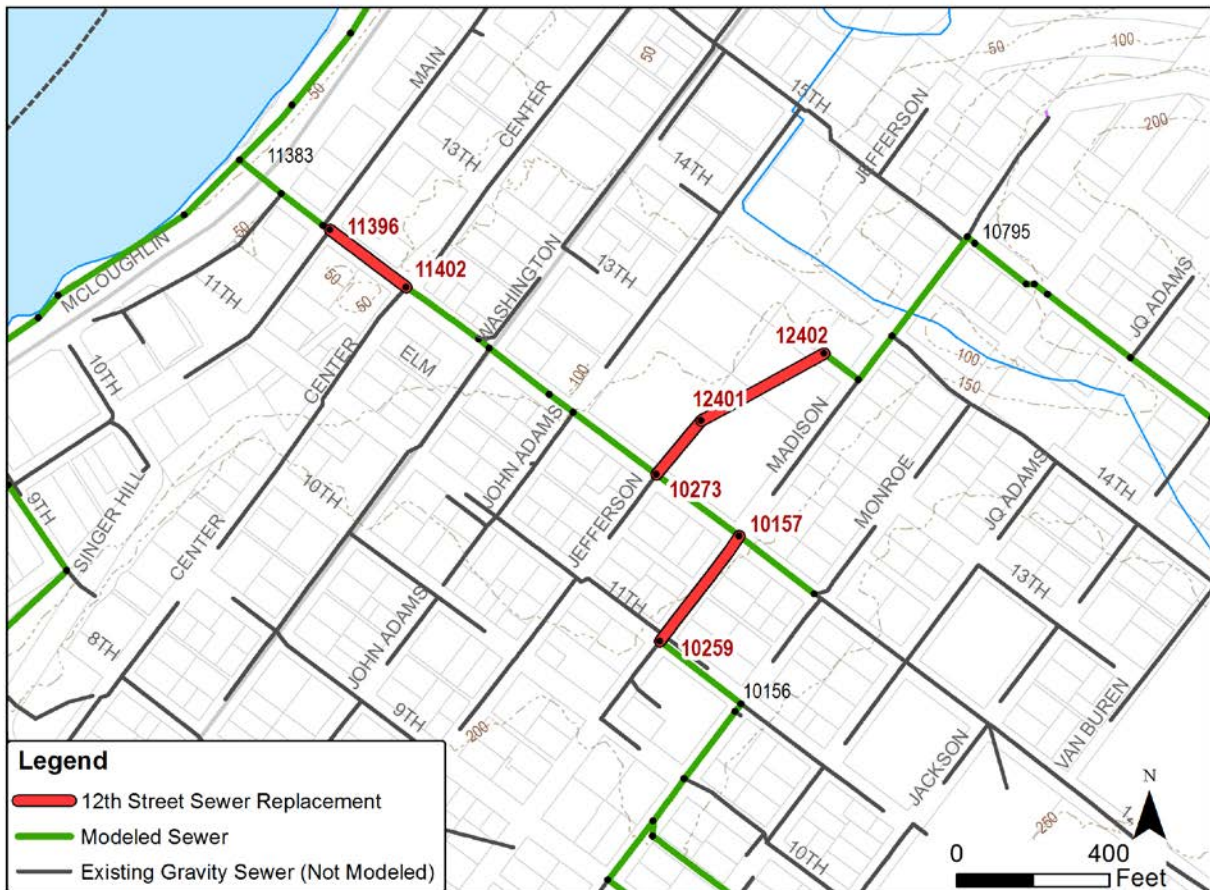 50
50
100
MAIN
CENTER
50
15TH
JEFFERSON
200
50
13TH
14TH
11383
10795
11396
11402
MCLOUGHLIN
50
11TH
50
50
WASHINGTON
13TH
JQ ADAMS
12402
100
150
10TH
CENTER
ELM
100
12401
MADISON
JOHN ADAMS
10273
MONROE
JQ ADAMS
14TH
9TH
SINGER HILL
10TH
JEFFERSON
10157
CENTER
11TH
13TH
8TH
JOHN ADAMS
10259
10156
9TH
200
VAN BUREN
JACKSON
10TH
250
Legend
12th Street Sewer Replacement
Modeled Sewer
Existing Gravity Sewer (Not Modeled)
N
0 400
Feet